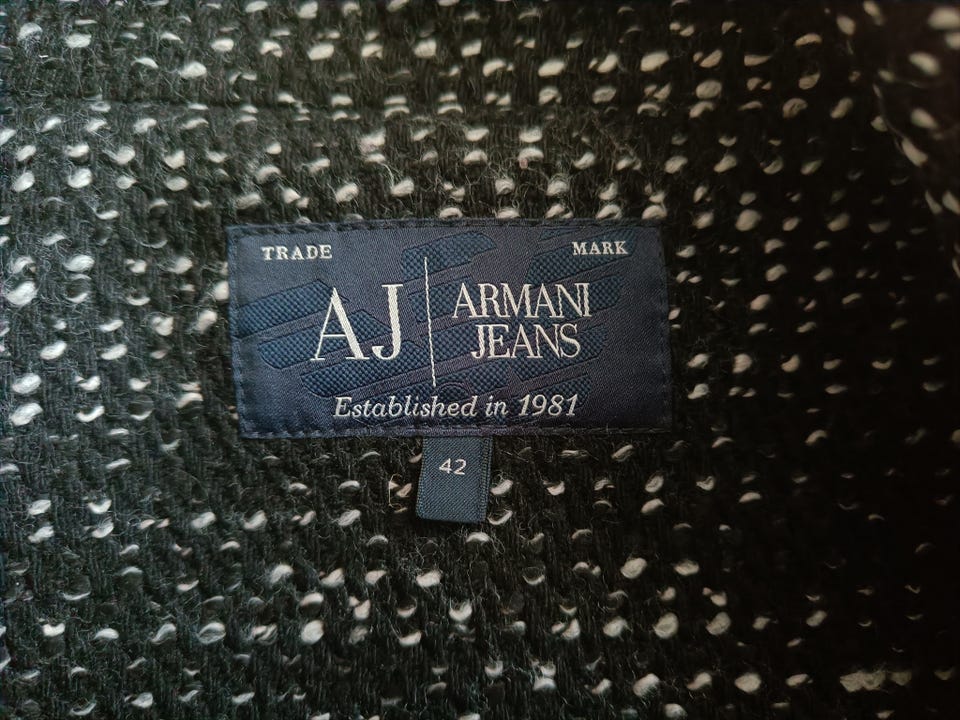 TRADE MARK
AJ
ARMANI
JEANS
Established in 1981
42